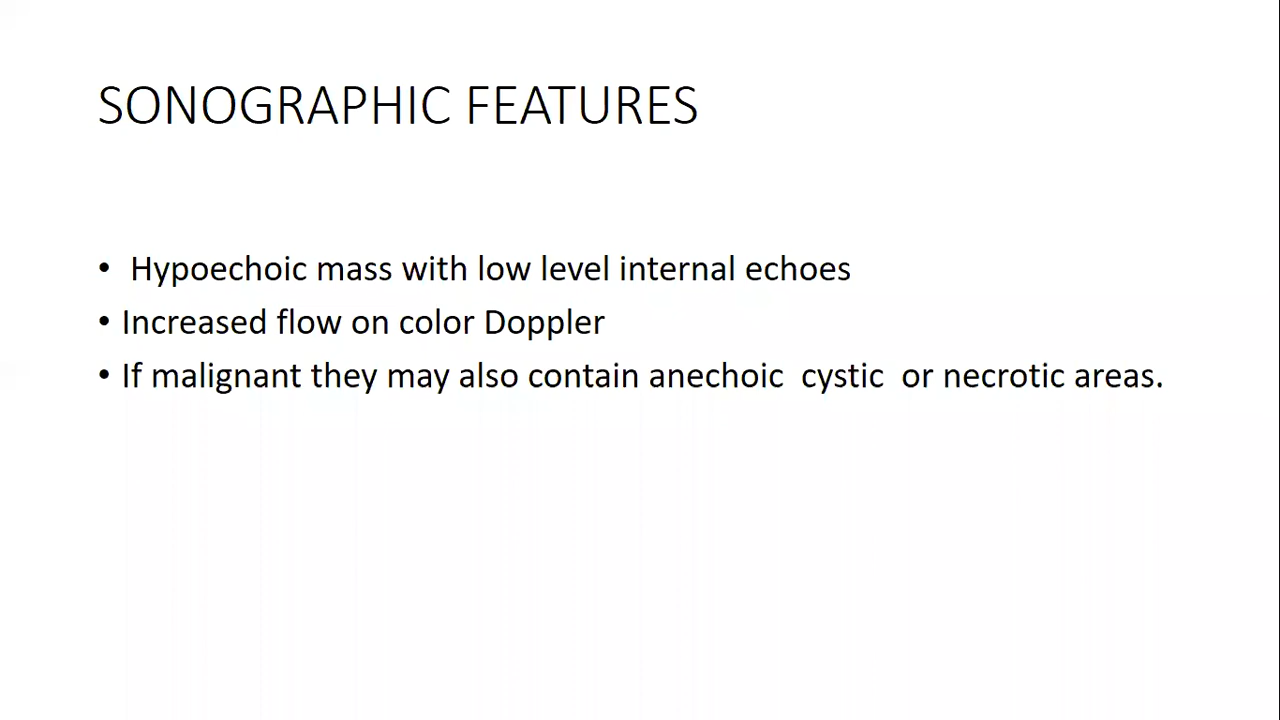 SONOGRAPHIC FEATURES
• Hypoechoic mass with low level internal echoes
• Increased flow on color Doppler
• If malignant they may also contain anechoic  cystic  or necrotic areas.